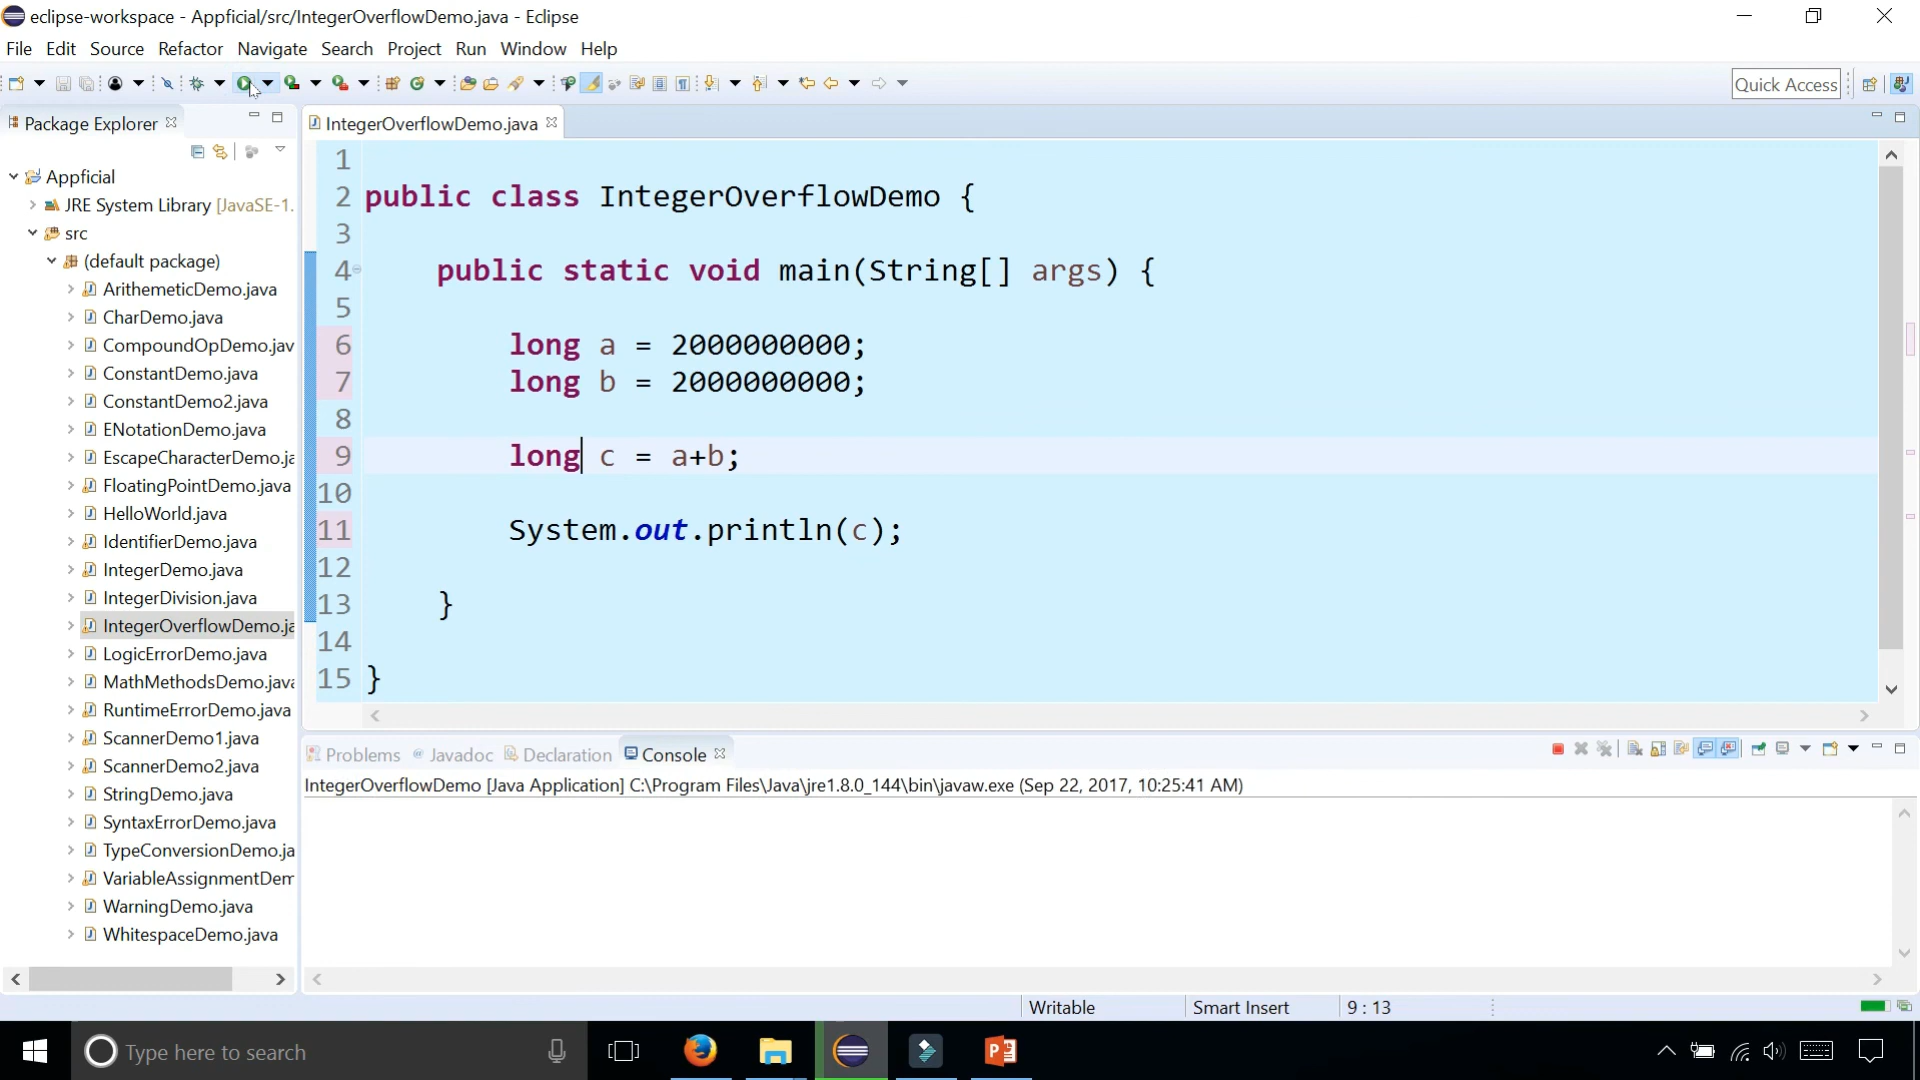 eclipse-workspace - Appficial/src/IntegerOverflowDemo.java - Eclipse
File Edit Source Refactor Navigate Search Project Run Window Help
Quick Access
Package Explorer
IntegerOverflowDemo.java
Appficial
JRE System Library [JavaSE-1.
src
(default package)
ArithemeticDemo.java
CharDemo.java
CompoundOpDemo.jav
ConstantDemo.java
ConstantDemo2.java
ENotationDemo.java
EscapeCharacterDemo.ja
FloatingPointDemo.java
HelloWorld.java
IdentifierDemo.java
IntegerDemo.java
IntegerDivision.java
IntegerOverflowDemo.ja
LogicErrorDemo.java
MathMethodsDemo.java
RuntimeErrorDemo.java
ScannerDemo1.java
ScannerDemo2.java
StringDemo.java
SyntaxErrorDemo.java
TypeConversionDemo.ja
VariableAssignmentDem
WarningDemo.java
WhitespaceDemo.java
1
2 public class IntegerOverflowDemo {
3
4 public static void main(String[] args) {
5
6 long a = 2000000000;
7 long b = 2000000000;
8
9 long c = a+b;
10
11 System.out.println(c);
12
13 }
14
15 }
Problems Javadoc Declaration Console
IntegerOverflowDemo [Java Application] C:\Program Files\Java\jre1.8.0_144\bin\javaw.exe (Sep 22, 2017, 10:25:41 AM)
Writable Smart Insert 9 : 13
Type here to search